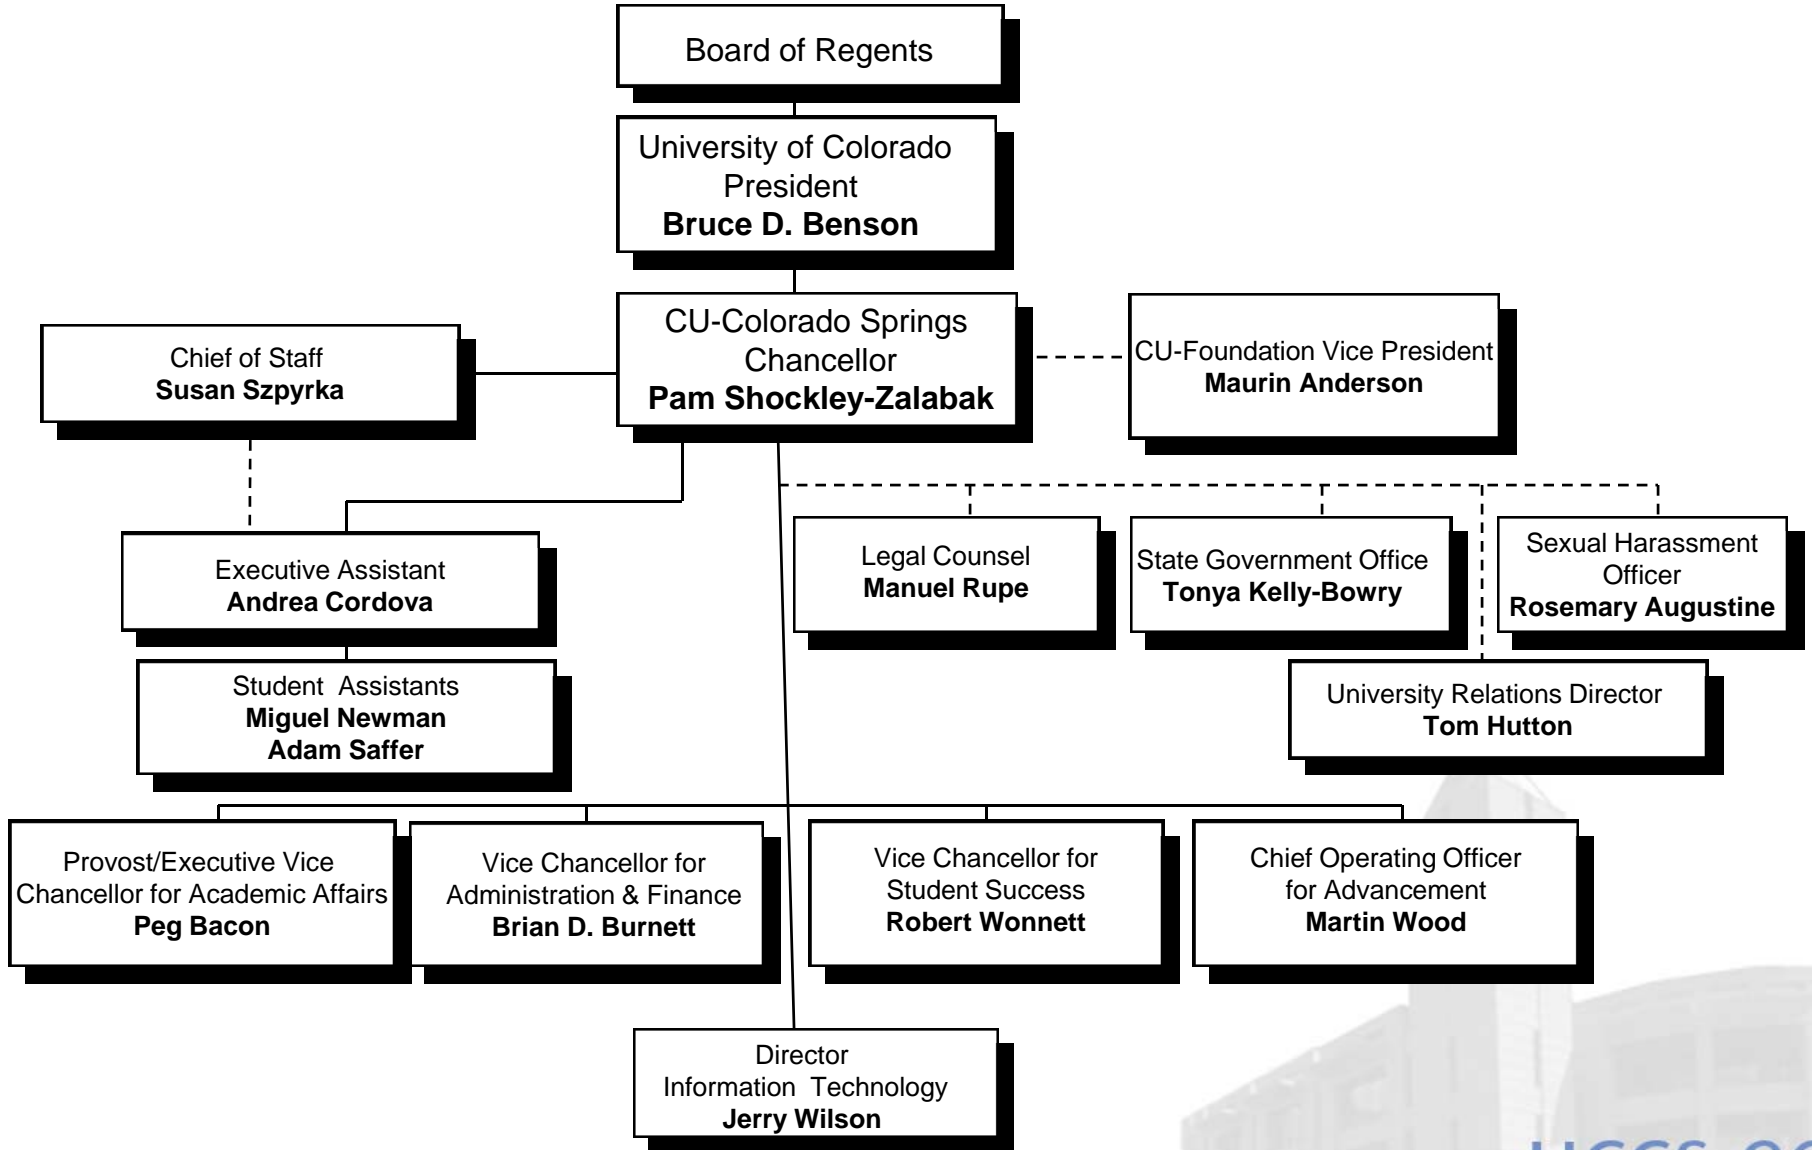 Board of Regents
University of Colorado
President
Bruce D. Benson
CU-Colorado Springs
Chancellor
Pam Shockley-Zalabak
Chief of Staff
Susan Szpyrka
CU-Foundation Vice President
Maurin Anderson
Executive Assistant
Andrea Cordova
Legal Counsel
Manuel Rupe
State Government Office
Tonya Kelly-Bowry
Sexual Harassment
Officer
Rosemary Augustine
Student Assistants
Miguel Newman
Adam Saffer
University Relations Director
Tom Hutton
Provost/Executive Vice
Chancellor for Academic Affairs
Peg Bacon
Vice Chancellor for
Administration & Finance
Brian D. Burnett
Vice Chancellor for
Student Success
Robert Wonnett
Chief Operating Officer
for Advancement
Martin Wood
Director
Information Technology
Jerry Wilson